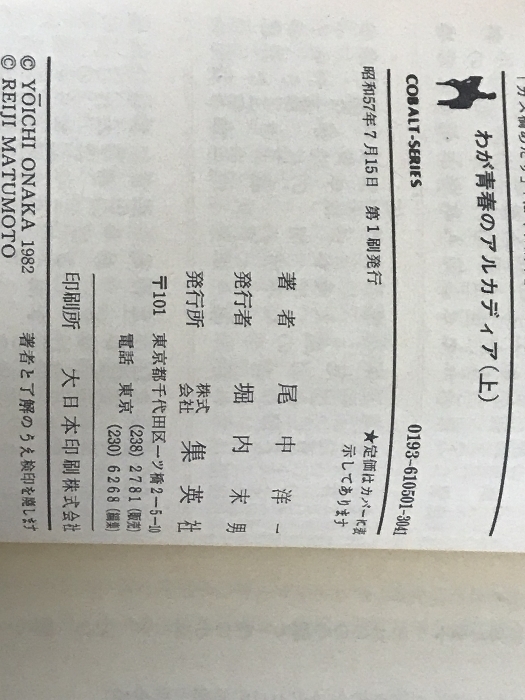 わが青春のアルカディア(上)
COBALT-SERIES
0193-610501-3041
昭和57年7月15日 第1刷発行
★定価はカバーに表
示してあります
著者 尾中洋一
発行者 堀内末男
発行所 株式会社 集英社
〒101 東京都千代田区一ツ橋2-5-10
電話 東京 (238) 2781(販売)
(230) 6268(編集)
印刷所 大日本印刷株式会社
著者と了解のうえ検印を廃します
© YŌICHI ONAKA 1982
© REIJI MATUMOTO